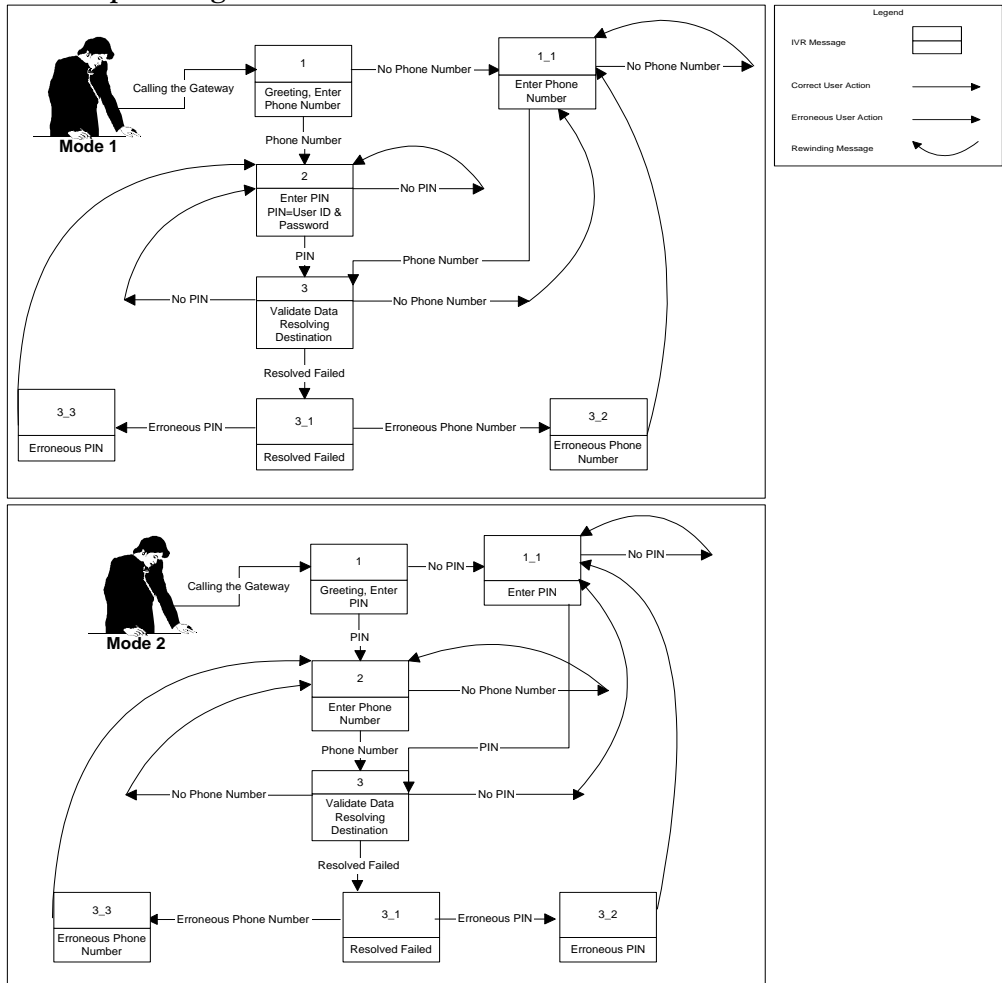 Legend
IVR Message
Correct User Action
Erroneous User Action
Rewinding Message
Calling the Gateway
Mode 1
1
Greeting, Enter
Phone Number
No Phone Number
1_1
Enter Phone
Number
No Phone Number
Phone Number
2
Enter PIN
PIN=User ID &
Password
No PIN
PIN
Phone Number
3
Validate Data
Resolving
Destination
No PIN
No Phone Number
Resolved Failed
3_3
Erroneous PIN
Erroneous PIN
3_1
Resolved Failed
Erroneous Phone Number
3_2
Erroneous Phone
Number
Calling the Gateway
Mode 2
1
Greeting, Enter
PIN
No PIN
1_1
Enter PIN
No PIN
PIN
2
Enter Phone
Number
No Phone Number
Phone Number
PIN
3
Validate Data
Resolving
Destination
No Phone Number
No PIN
Resolved Failed
3_3
Erroneous Phone
Number
Erroneous Phone Number
3_1
Resolved Failed
Erroneous PIN
3_2
Erroneous PIN